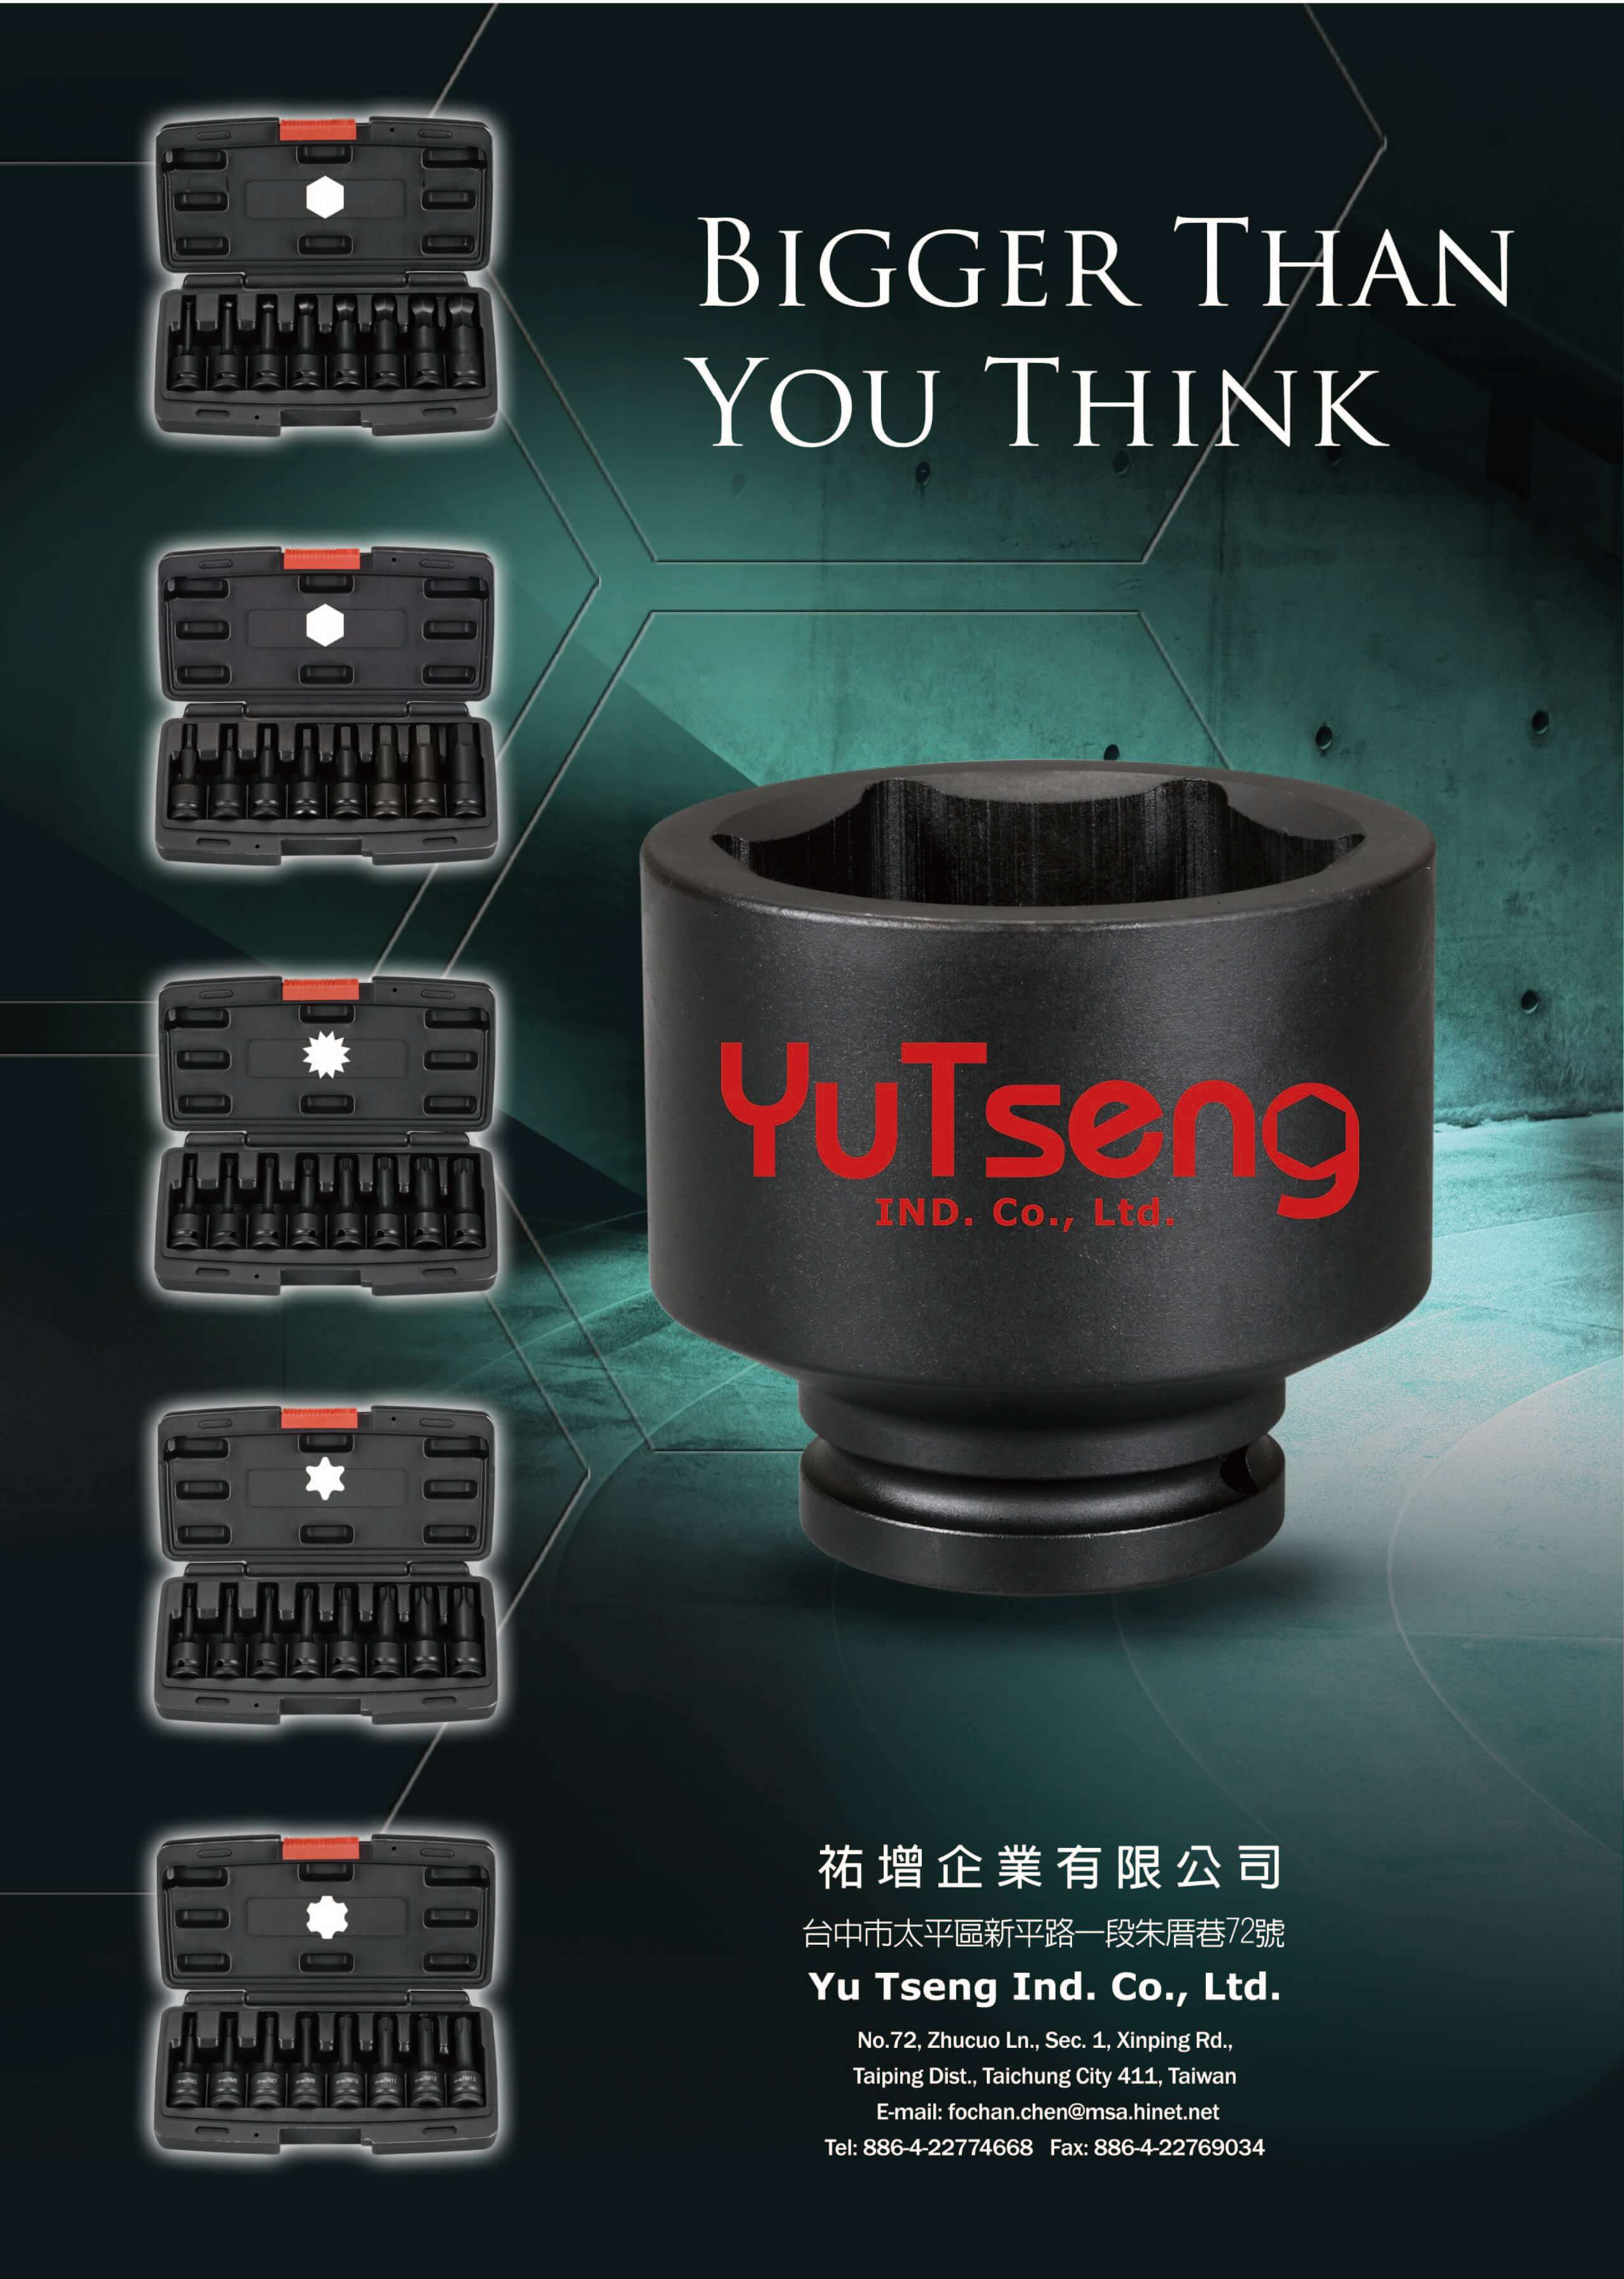 BIGGER THAN
YOU THINK
YuTseng
IND. Co., Ltd.
祐增企業有限公司
台中市太平區新平路一段朱厝巷72號
Yu Tseng Ind. Co., Ltd.
No.72, Zhucuo Ln., Sec. 1, Xinping Rd.,
Taiping Dist., Taichung City 411, Taiwan
E-mail: fochan.chen@msa.hinet.net
Tel: 886-4-22774668 Fax: 886-4-22769034